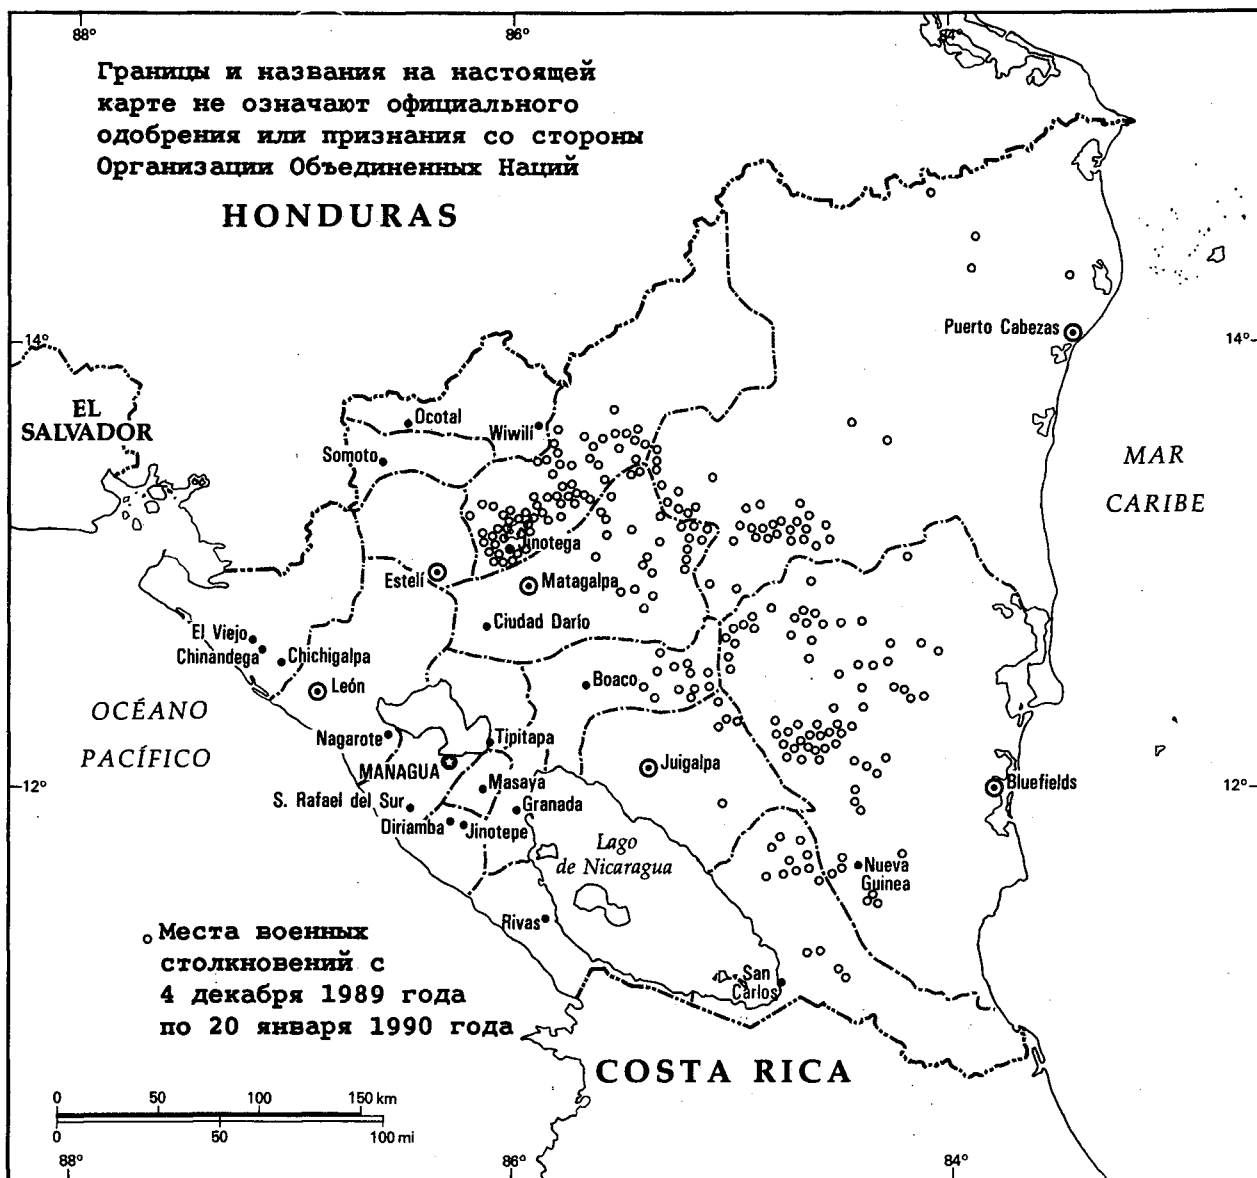 88°
86°
84°
Границы и названия на настоящей
карте не означают официального
одобрения или признания со стороны
Организации Объединенных Наций
HONDURAS
Puerto Cabezas
14°
14°
EL
SALVADOR
Ocotal
Wiwilí
Somoto
MAR
CARIBE
Jinotega
Estelí
Matagalpa
Ciudad Darío
El Viejo
Chinandega
Chichigalpa
León
Boaco
OCÉANO
PACÍFICO
Nagarote
Tipitapa
MANAGUA
Juigalpa
Masaya
12°
12°
Bluefields
S. Rafael del Sur
Granada
Diriamba
Jinotepe
Lago
de Nicaragua
Nueva
Guinea
Rivas
Места военных
столкновений с
4 декабря 1989 года
по 20 января 1990 года
San
Carlos
COSTA RICA
0 50 100 150 km
0 50 100 mi
88°
86°
84°